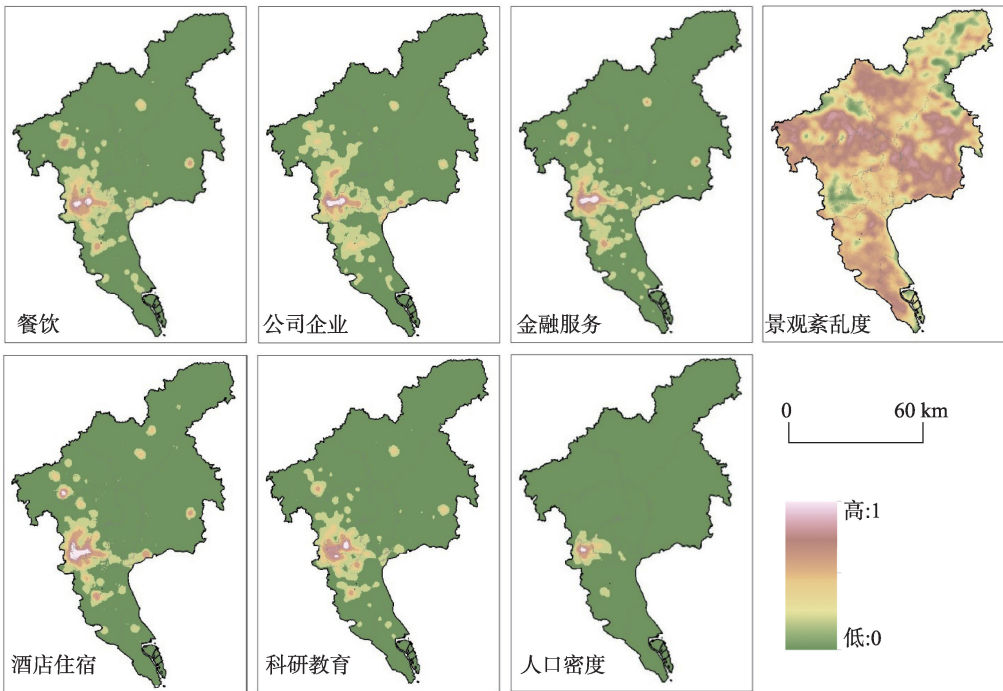 餐饮
公司企业
金融服务
景观紊乱度
酒店住宿
科研教育
人口密度
0 60 km
高:1
低:0